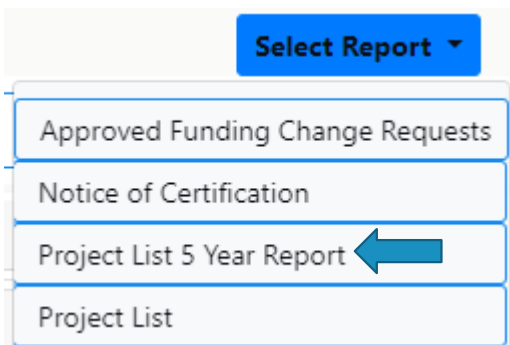 Select Report
Approved Funding Change Requests
Notice of Certification
Project List 5 Year Report
Project List